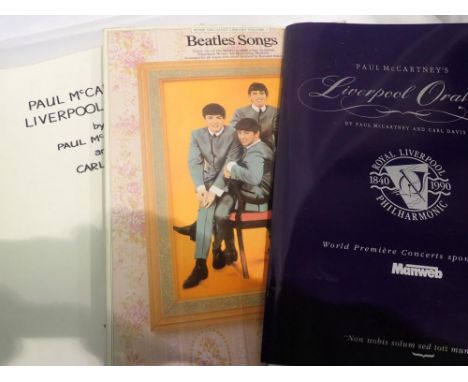 PAUL McCA
LIVERPOOL
by
PAUL Mc
an
CARL
Beatles Songs
PAUL McCARTNEY'S
Liverpool Orat
BY PAUL McCARTNEY AND CARL DAVIS
ROYAL LIVERPOOL
1840 1990
PHILHARMONIC
World Première Concerts spon
Manweb
"Non nobis solum sed toti mun